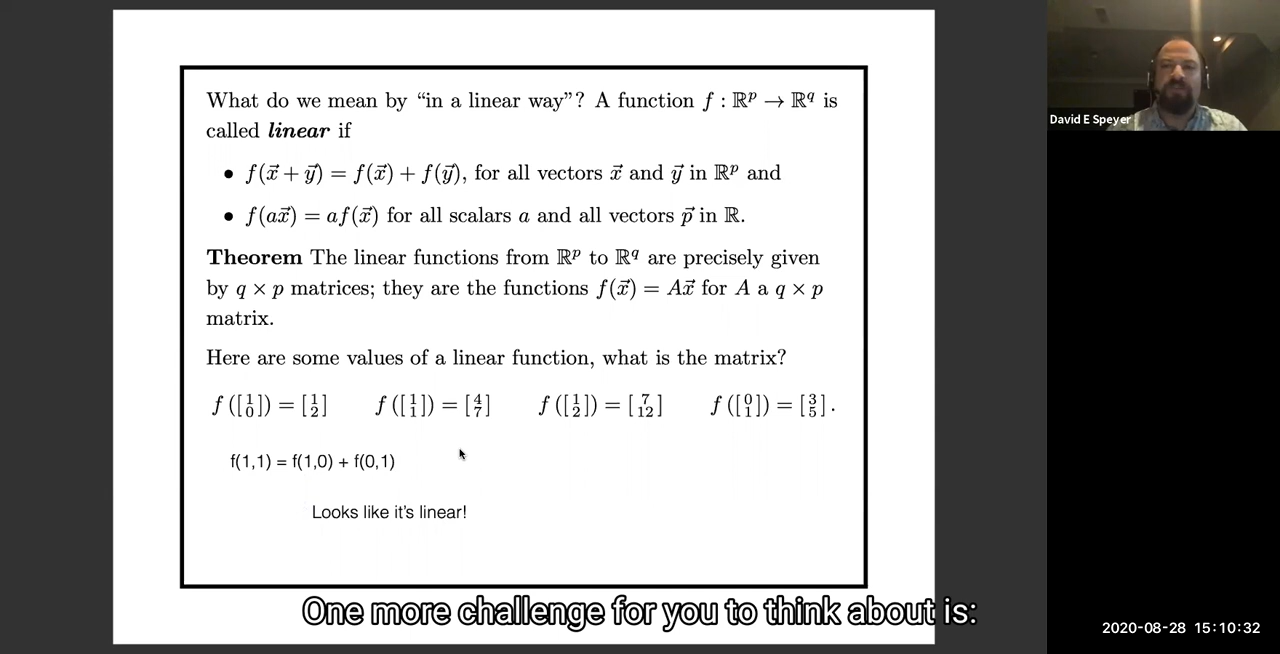 What do we mean by “in a linear way”? A function f : ℝᵖ → ℝ^q is
called linear if
• f(x⃗ + y⃗) = f(x⃗) + f(y⃗), for all vectors x⃗ and y⃗ in ℝᵖ and
• f(ax⃗) = af(x⃗) for all scalars a and all vectors p⃗ in ℝ.
Theorem The linear functions from ℝᵖ to ℝ^q are precisely given
by q × p matrices; they are the functions f(x⃗) = Ax⃗ for A a q × p
matrix.
Here are some values of a linear function, what is the matrix?
f ([1 0]) = [1 2] f ([1 1]) = [4 7] f ([1 2]) = [7 12] f ([0 1]) = [3 5].
f(1,1) = f(1,0) + f(0,1)
Looks like it's linear!
One more challenge for you to think about is:
David E Speyer
2020-08-28 15:10:32